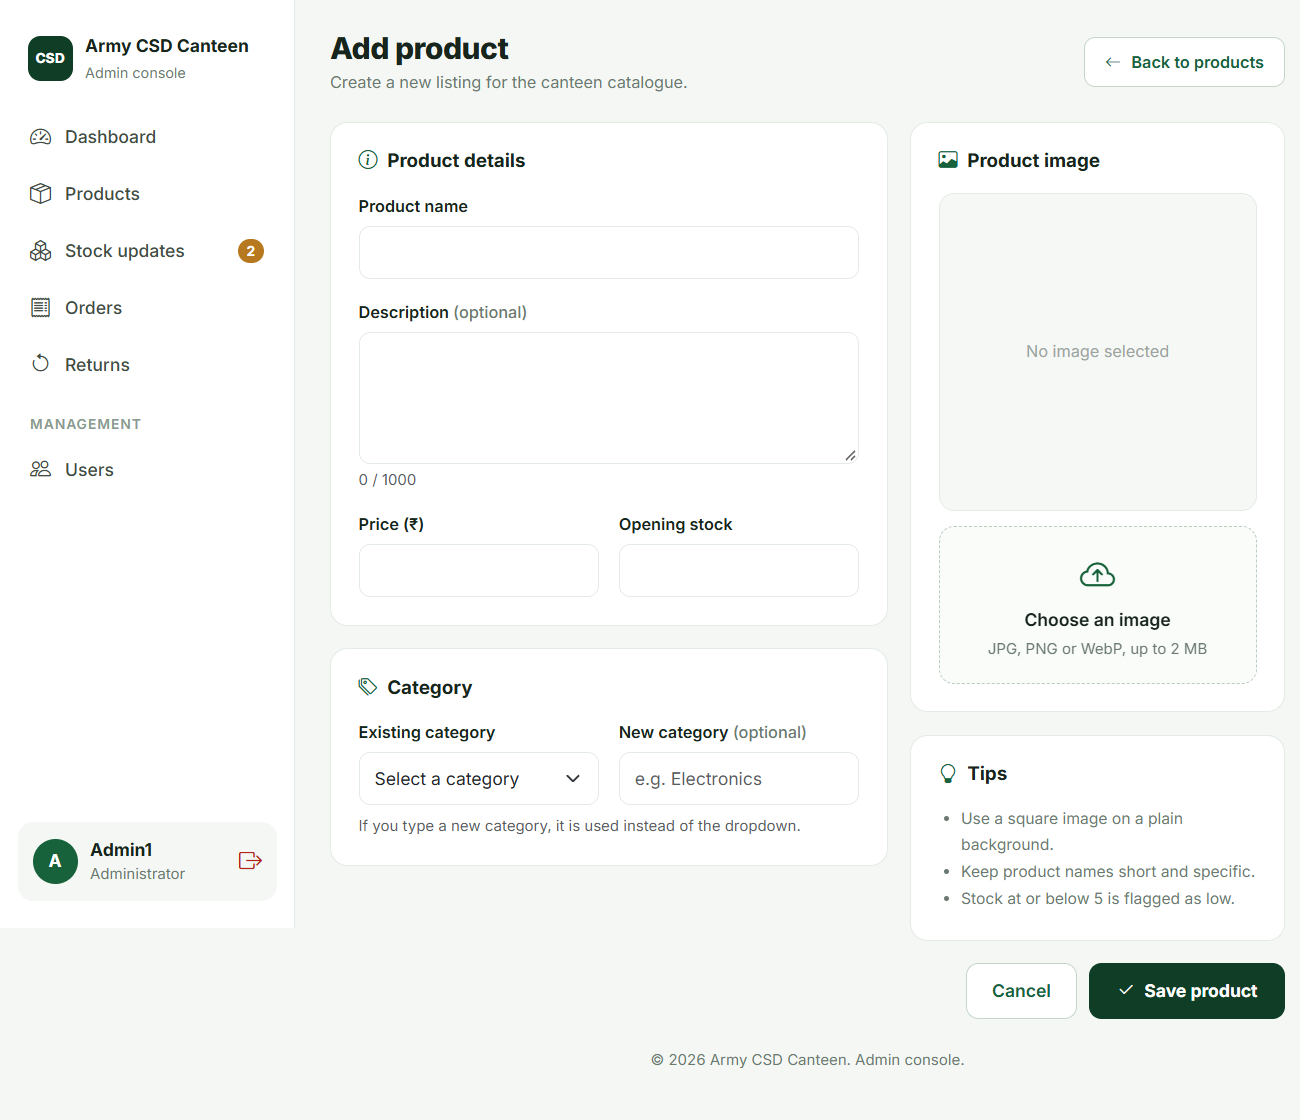 CSD
Army CSD Canteen
Admin console
Dashboard
Products
Stock updates 2
Orders
Returns
MANAGEMENT
Users
A
Admin1
Administrator
Add product
Create a new listing for the canteen catalogue.
← Back to products
Product details
Product name
Description (optional)
0 / 1000
Price (₹)
Opening stock
Category
Existing category
Select a category
New category (optional)
e.g. Electronics
If you type a new category, it is used instead of the dropdown.
Product image
No image selected
Choose an image
JPG, PNG or WebP, up to 2 MB
Tips
• Use a square image on a plain
background.
• Keep product names short and specific.
• Stock at or below 5 is flagged as low.
Cancel
Save product
© 2026 Army CSD Canteen. Admin console.